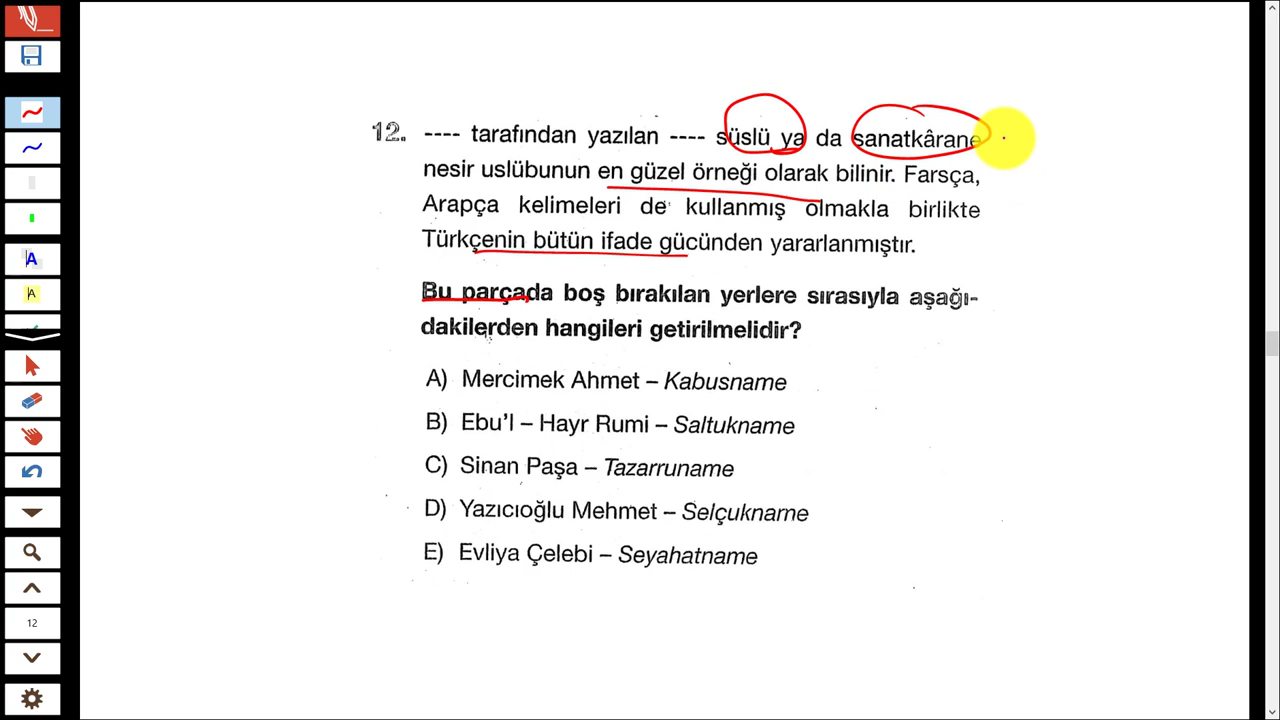 12. ---- tarafından yazılan ---- süslü ya da sanatkârane
nesir uslübunun en güzel örneği olarak bilinir. Farsça,
Arapça kelimeleri de kullanmış olmakla birlikte
Türkçenin bütün ifade gücünden yararlanmıştır.
Bu parçada boş bırakılan yerlere sırasıyla aşağı-
dakilerden hangileri getirilmelidir?
A) Mercimek Ahmet – Kabusname
B) Ebu’l – Hayr Rumi – Saltukname
C) Sinan Paşa – Tazarruname
D) Yazıcıoğlu Mehmet – Selçukname
E) Evliya Çelebi – Seyahatname
A
A
12